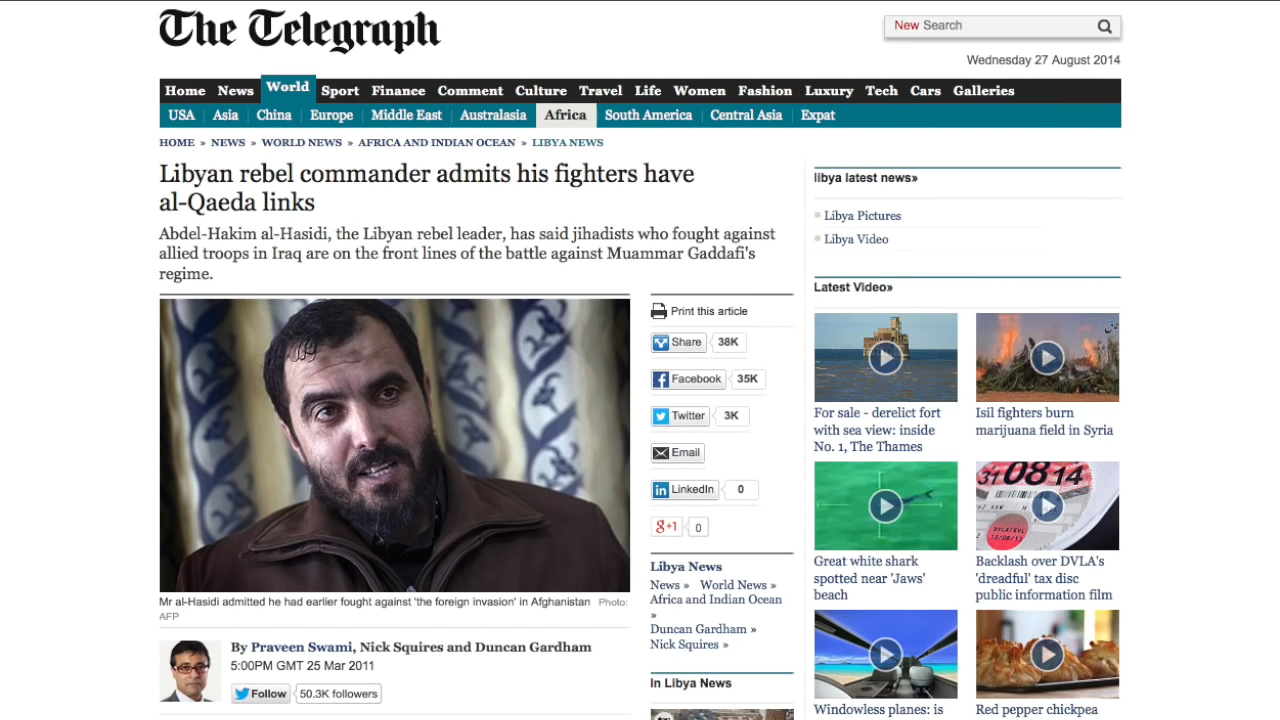 The Telegraph
New Search
Wednesday 27 August 2014
Home News World Sport Finance Comment Culture Travel Life Women Fashion Luxury Tech Cars Galleries
USA Asia China Europe Middle East Australasia Africa South America Central Asia Expat
HOME » NEWS » WORLD NEWS » AFRICA AND INDIAN OCEAN » LIBYA NEWS
Libyan rebel commander admits his fighters have
al-Qaeda links
Abdel-Hakim al-Hasidi, the Libyan rebel leader, has said jihadists who fought against
allied troops in Iraq are on the front lines of the battle against Muammar Gaddafi's
regime.
Mr al-Hasidi admitted he had earlier fought against 'the foreign invasion' in Afghanistan Photo:
AFP
By Praveen Swami, Nick Squires and Duncan Gardham
5:00PM GMT 25 Mar 2011
Follow 50.3K followers
Print this article
Share 38K
Facebook 35K
Twitter 3K
Email
LinkedIn 0
g+1 0
Libya News
News » World News »
Africa and Indian Ocean
»
Duncan Gardham »
Nick Squires »
In Libya News
libya latest news»
Libya Pictures
Libya Video
Latest Video»
For sale - derelict fort
with sea view: inside
No. 1, The Thames
Isil fighters burn
marijuana field in Syria
31 08 14
Great white shark
spotted near 'Jaws'
beach
Backlash over DVLA's
'dreadful' tax disc
public information film
Windowless planes: is
Red pepper chickpea